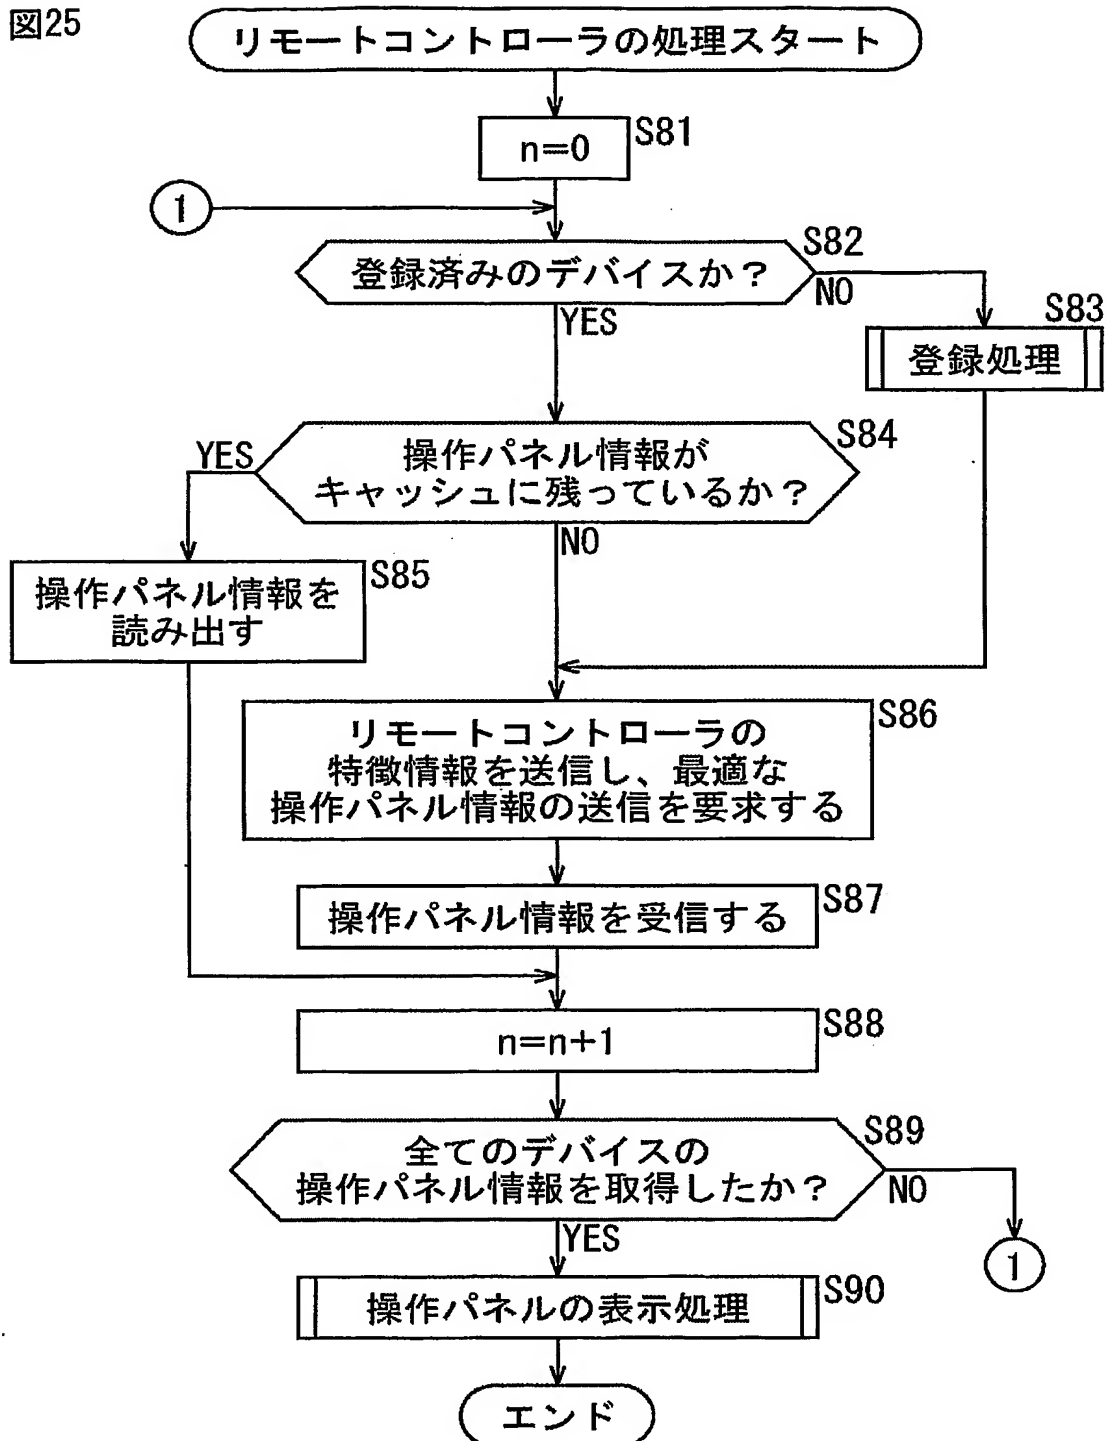 図25
リモートコントローラの処理スタート
S81
n=0
1
S82
登録済みのデバイスか？
NO
YES
S83
登録処理
S84
YES
操作パネル情報が
キャッシュに残っているか？
NO
S85
操作パネル情報を
読み出す
S86
リモートコントローラの
特徴情報を送信し、最適な
操作パネル情報の送信を要求する
S87
操作パネル情報を受信する
S88
n=n+1
S89
全てのデバイスの
操作パネル情報を取得したか？
NO
YES
1
S90
操作パネルの表示処理
エンド